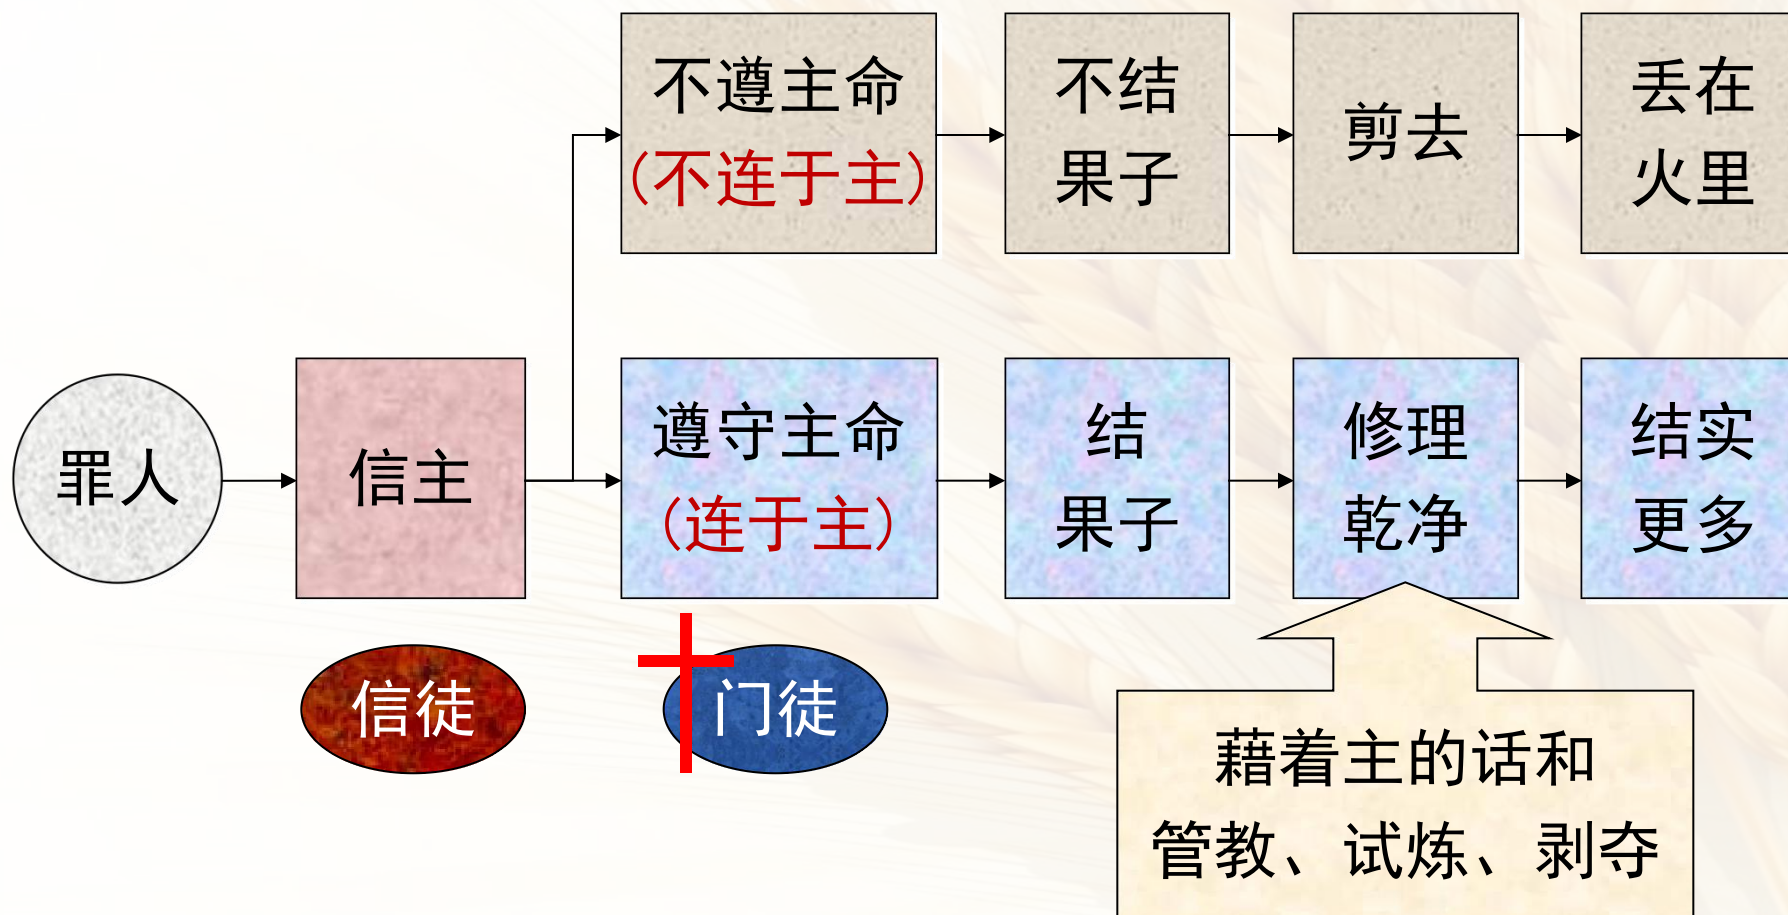 不遵主命
(不连于主)
不结
果子
剪去
丢在
火里
罪人
信主
遵守主命
(连于主)
结
果子
修理
乾净
结实
更多
信徒
门徒
藉着主的话和
管教、试炼、剥夺